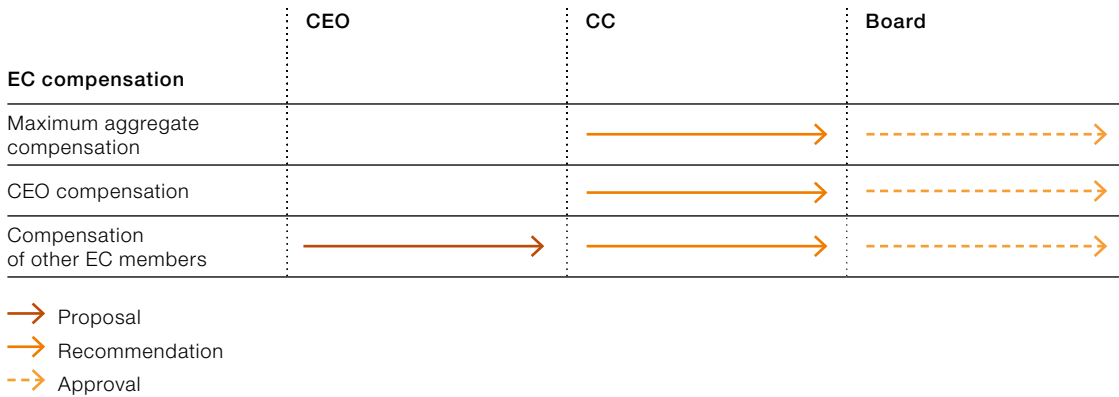 CEO
CC
Board
EC compensation
Maximum aggregate
compensation
CEO compensation
Compensation
of other EC members
Proposal
Recommendation
Approval